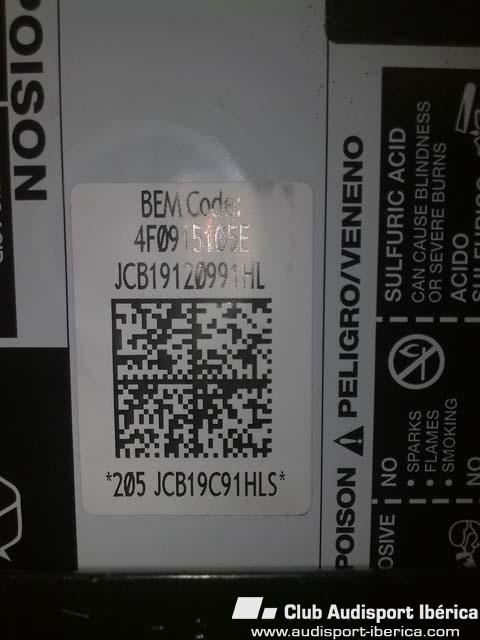 POISON
BEM Code:
4F0915105E
JCB19120991HL
*205 JCB19C91HLS*
POISON ⚠ PELIGRO/VENENO
SULFURIC ACID
CAN CAUSE BLINDNESS
OR SEVERE BURNS
ACIDO
NO
• SPARKS
• FLAMES
• SMOKING
NO
Club Audisport Ibérica
www.audisport-iberica.com